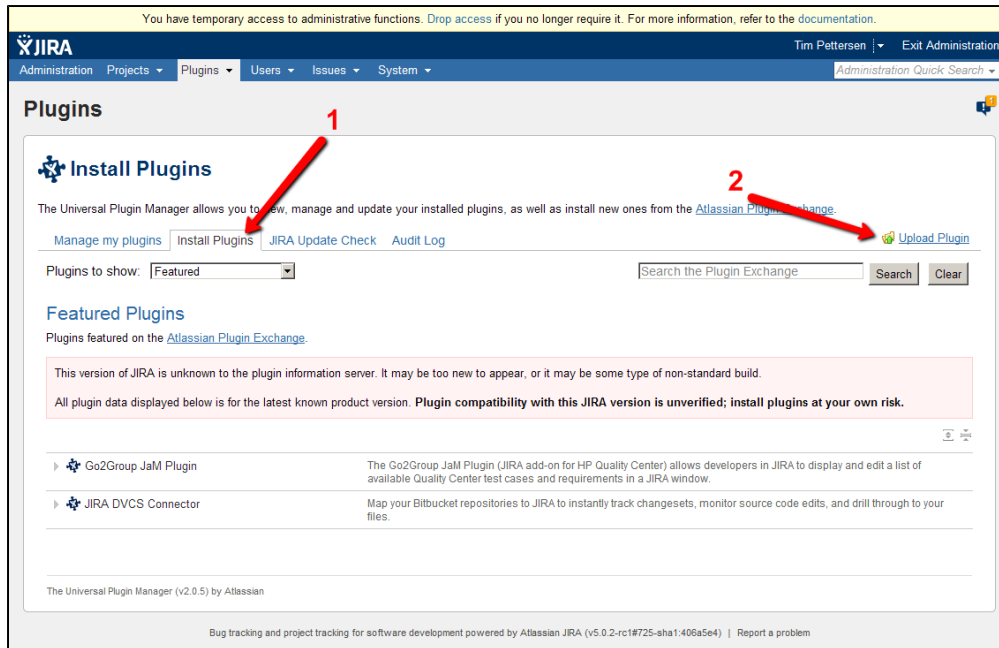 You have temporary access to administrative functions. Drop access if you no longer require it. For more information, refer to the documentation.
JIRA
Tim Pettersen Exit Administration
Administration Projects Plugins Users Issues System
Administration Quick Search
Plugins
1
1
Install Plugins
2
The Universal Plugin Manager allows you to view, manage and update your installed plugins, as well as install new ones from the Atlassian Plugin Exchange.
Manage my plugins Install Plugins JIRA Update Check Audit Log Upload Plugin
Plugins to show: Featured Search the Plugin Exchange Search Clear
Featured Plugins
Plugins featured on the Atlassian Plugin Exchange.
This version of JIRA is unknown to the plugin information server. It may be too new to appear, or it may be some type of non-standard build.
All plugin data displayed below is for the latest known product version. Plugin compatibility with this JIRA version is unverified; install plugins at your own risk.
Go2Group JaM Plugin The Go2Group JaM Plugin (JIRA add-on for HP Quality Center) allows developers in JIRA to display and edit a list of
available Quality Center test cases and requirements in a JIRA window.
JIRA DVCS Connector Map your Bitbucket repositories to JIRA to instantly track changesets, monitor source code edits, and drill through to your
files.
The Universal Plugin Manager (v2.0.5) by Atlassian
Bug tracking and project tracking for software development powered by Atlassian JIRA (v5.0.2-rc1#725-sha1:406a5e4) | Report a problem